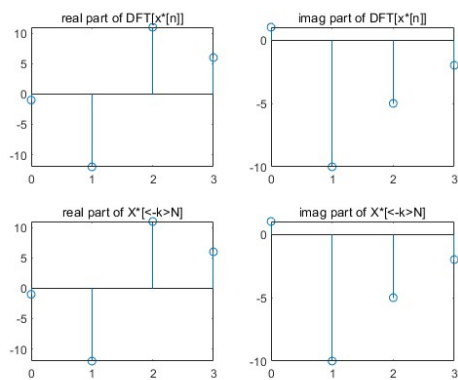 real part of DFT[x*[n]]
10
5
0
-5
-10
0 1 2 3
imag part of DFT[x*[n]]
0
-5
-10
0 1 2 3
real part of X*[<-k>N]
10
5
0
-5
-10
0 1 2 3
imag part of X*[<-k>N]
0
-5
-10
0 1 2 3